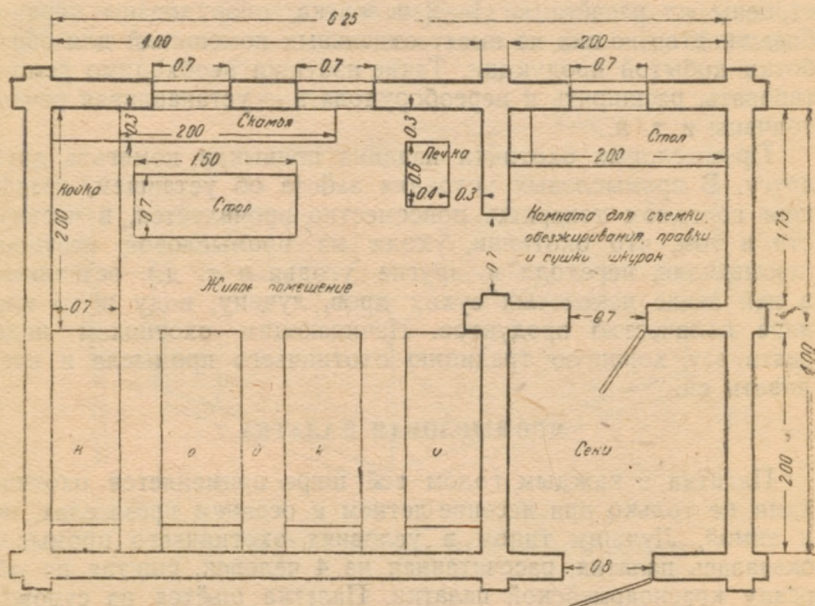 6.25
4.00
2.00
0.7
0.7
0.7
0.3
Скамья
2.00
0.3
Печка
0.6
0.4
0.3
Стол
2.00
Койка
2.00
1.50
0.7
Стол
Комната для съемки,
обезжиривания, правки
и сушки шкурок
1.75
Жилое помещение
0.7
0.7
0.7
4.00
к о й к и
Сени
2.00
0.8